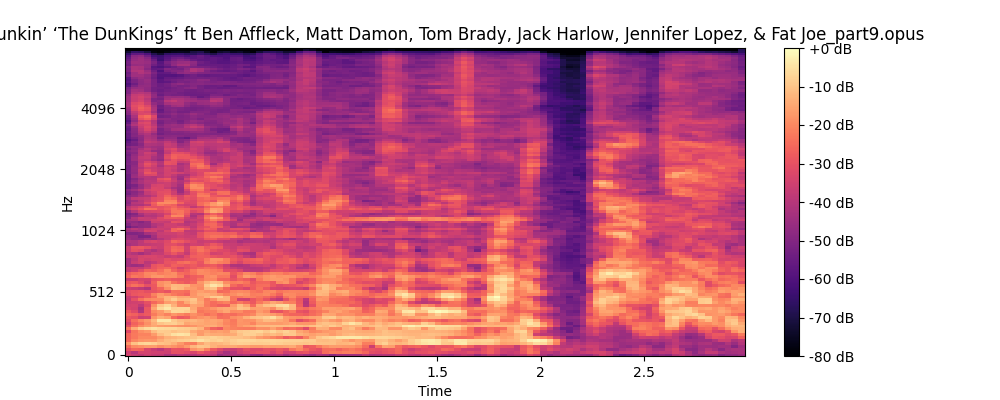 unkin’ ‘The DunKings’ ft Ben Affleck, Matt Damon, Tom Brady, Jack Harlow, Jennifer Lopez, & Fat Joe_part9.opus
+0 dB
-10 dB
-20 dB
-30 dB
-40 dB
-50 dB
-60 dB
-70 dB
-80 dB
Hz
4096
2048
1024
512
0
0 0.5 1 1.5 2 2.5
Time